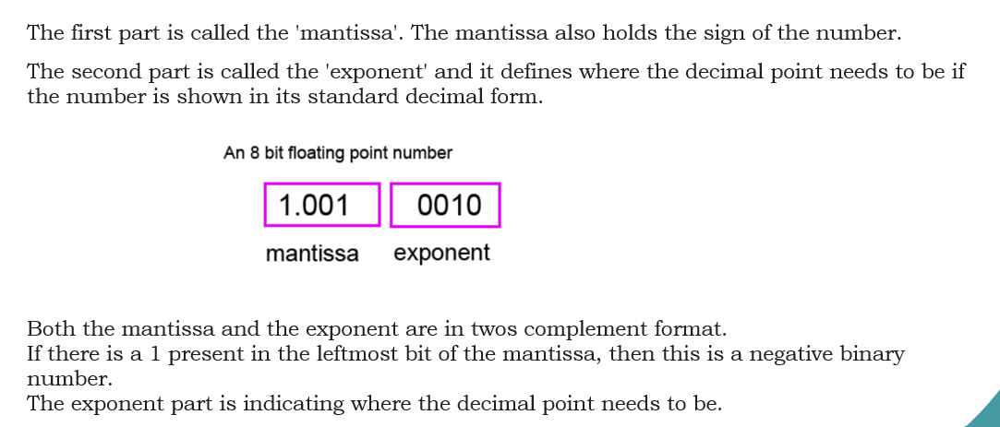 The first part is called the 'mantissa'. The mantissa also holds the sign of the number.
The second part is called the 'exponent' and it defines where the decimal point needs to be if
the number is shown in its standard decimal form.
An 8 bit floating point number
1.001 0010
mantissa exponent
Both the mantissa and the exponent are in twos complement format.
If there is a 1 present in the leftmost bit of the mantissa, then this is a negative binary
number.
The exponent part is indicating where the decimal point needs to be.